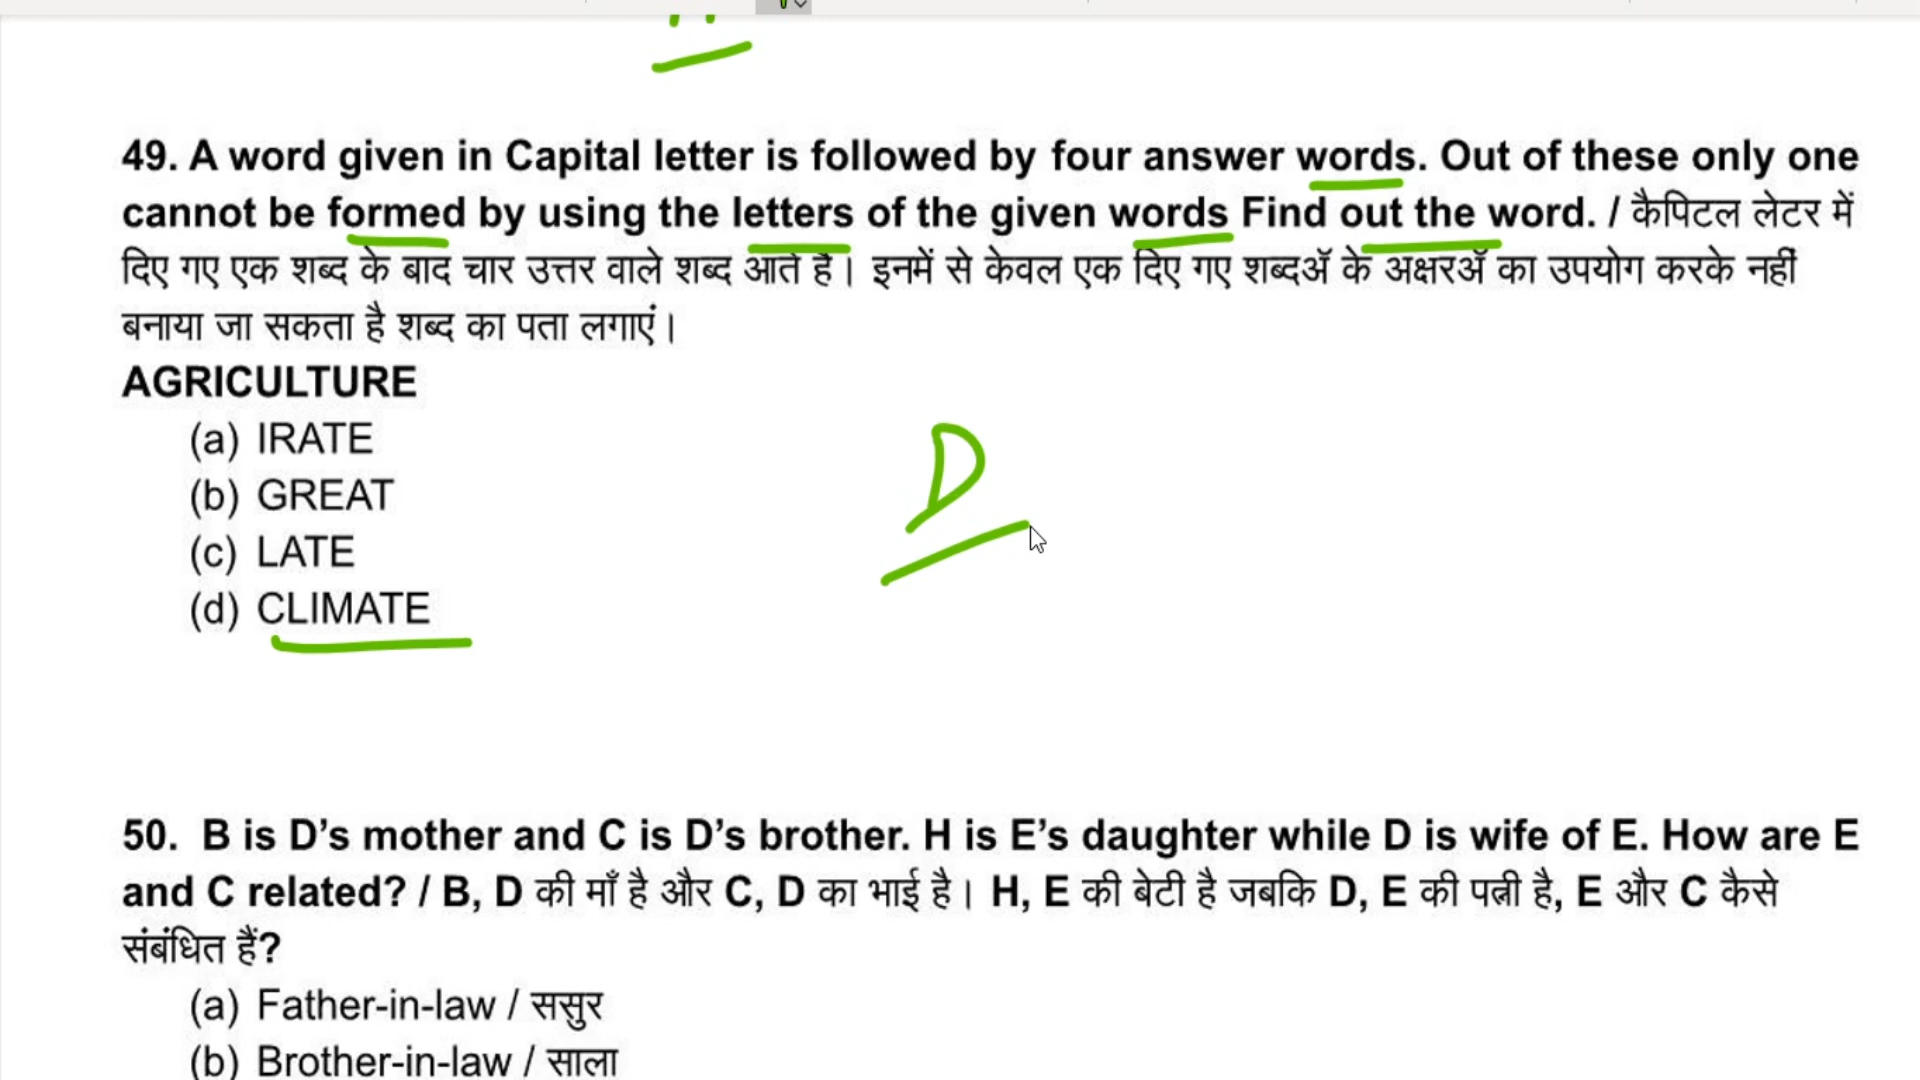 49. A word given in Capital letter is followed by four answer words. Out of these only one
cannot be formed by using the letters of the given words Find out the word. / कैपिटल लेटर में
दिए गए एक शब्द के बाद चार उत्तर वाले शब्द आते हैं। इनमें से केवल एक दिए गए शब्दऑ के अक्षरऑ का उपयोग करके नहीं
बनाया जा सकता है शब्द का पता लगाएं।
AGRICULTURE
(a) IRATE
(b) GREAT
(c) LATE
(d) CLIMATE
D
50. B is D’s mother and C is D’s brother. H is E’s daughter while D is wife of E. How are E
and C related? / B, D की माँ है और C, D का भाई है। H, E की बेटी है जबकि D, E की पत्नी है, E और C कैसे
संबंधित हैं?
(a) Father-in-law / ससुर
(b) Brother-in-law / साला